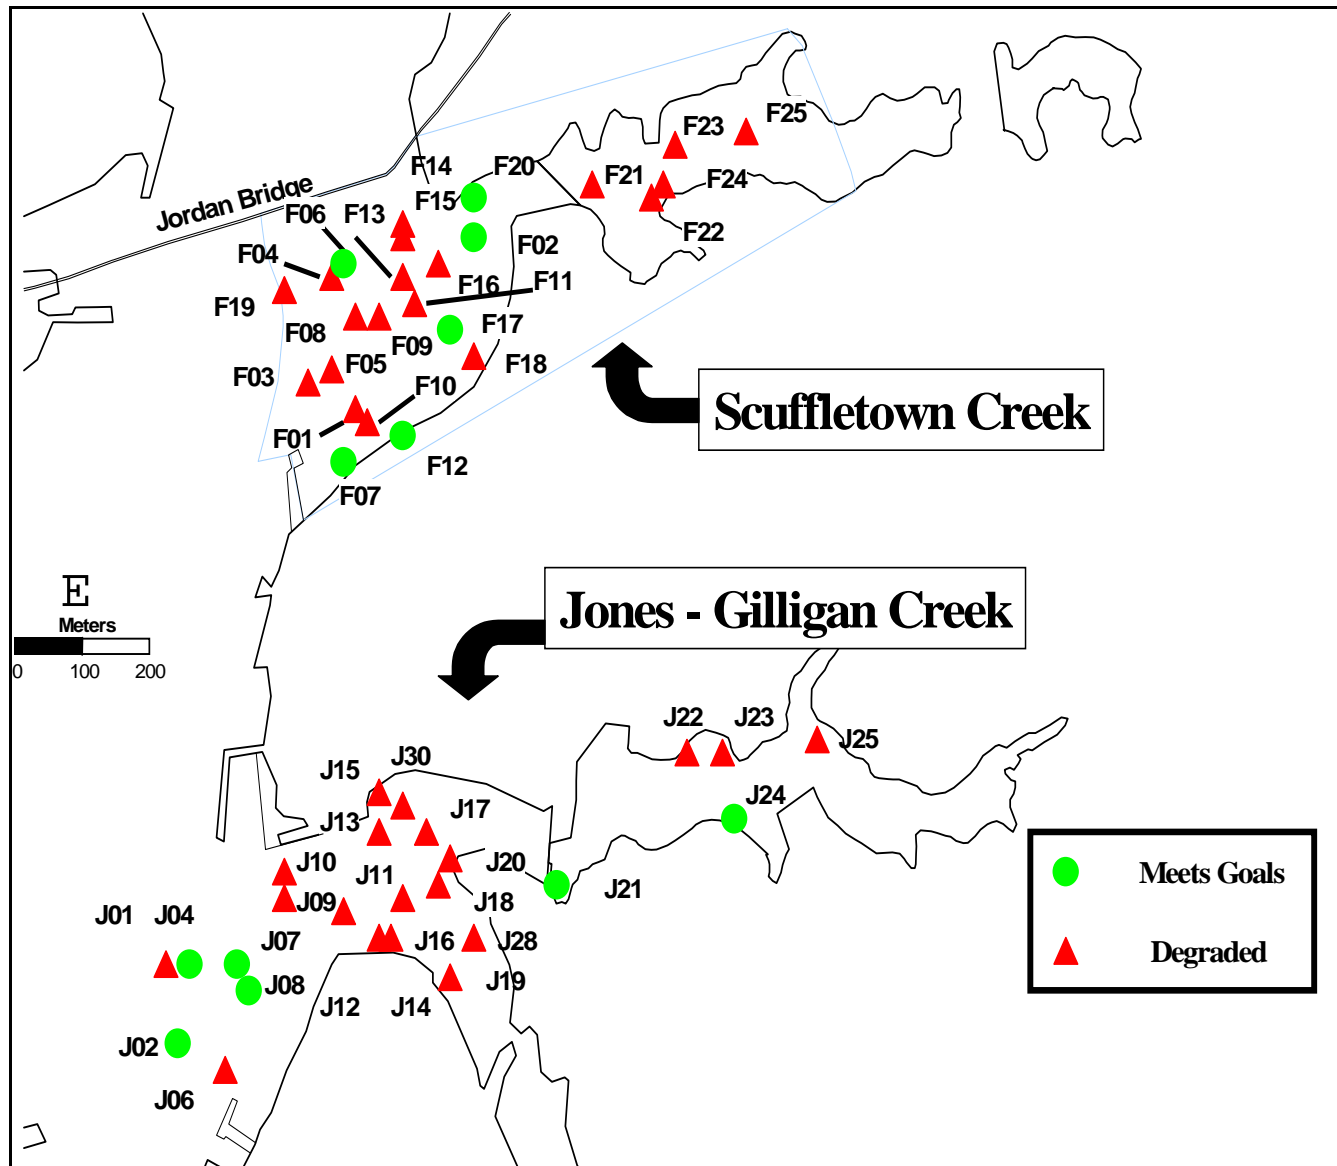 F23
F25
F14
F20
Jordan Bridge
F21
F24
F06
F13
F15
F22
F04
F02
F16
F11
F19
F08
F09
F17
F03
F05
F18
F10
Scuffletown Creek
F01
F12
F07
E
Meters
0 100 200
Jones - Gilligan Creek
J22
J23
J25
J15
J30
J24
J13
J17
J10
J11
J20
J21
Meets Goals
J09
J18
J01
J04
J07
J16
J28
Degraded
J08
J19
J12
J14
J02
J06